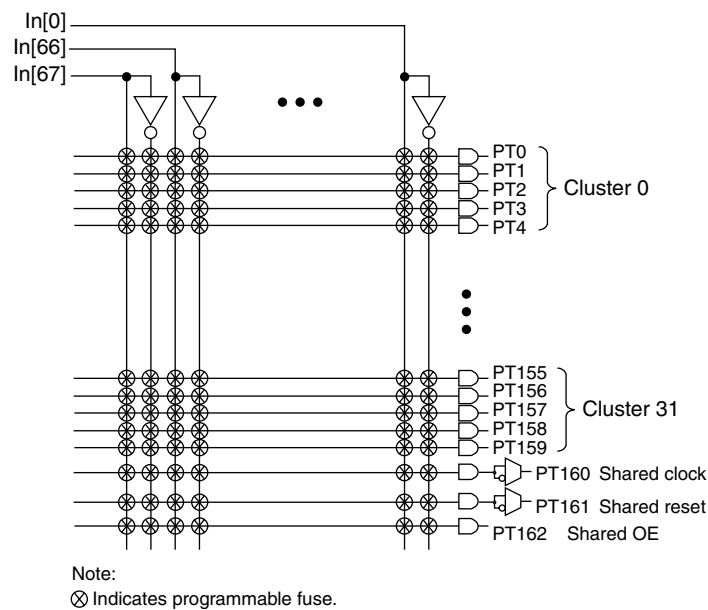 In[0]
In[66]
In[67]
PT0
PT1
PT2
PT3
PT4
Cluster 0
PT155
PT156
PT157
PT158
PT159
Cluster 31
PT160 Shared clock
PT161 Shared reset
PT162 Shared OE
Note:
Indicates programmable fuse.